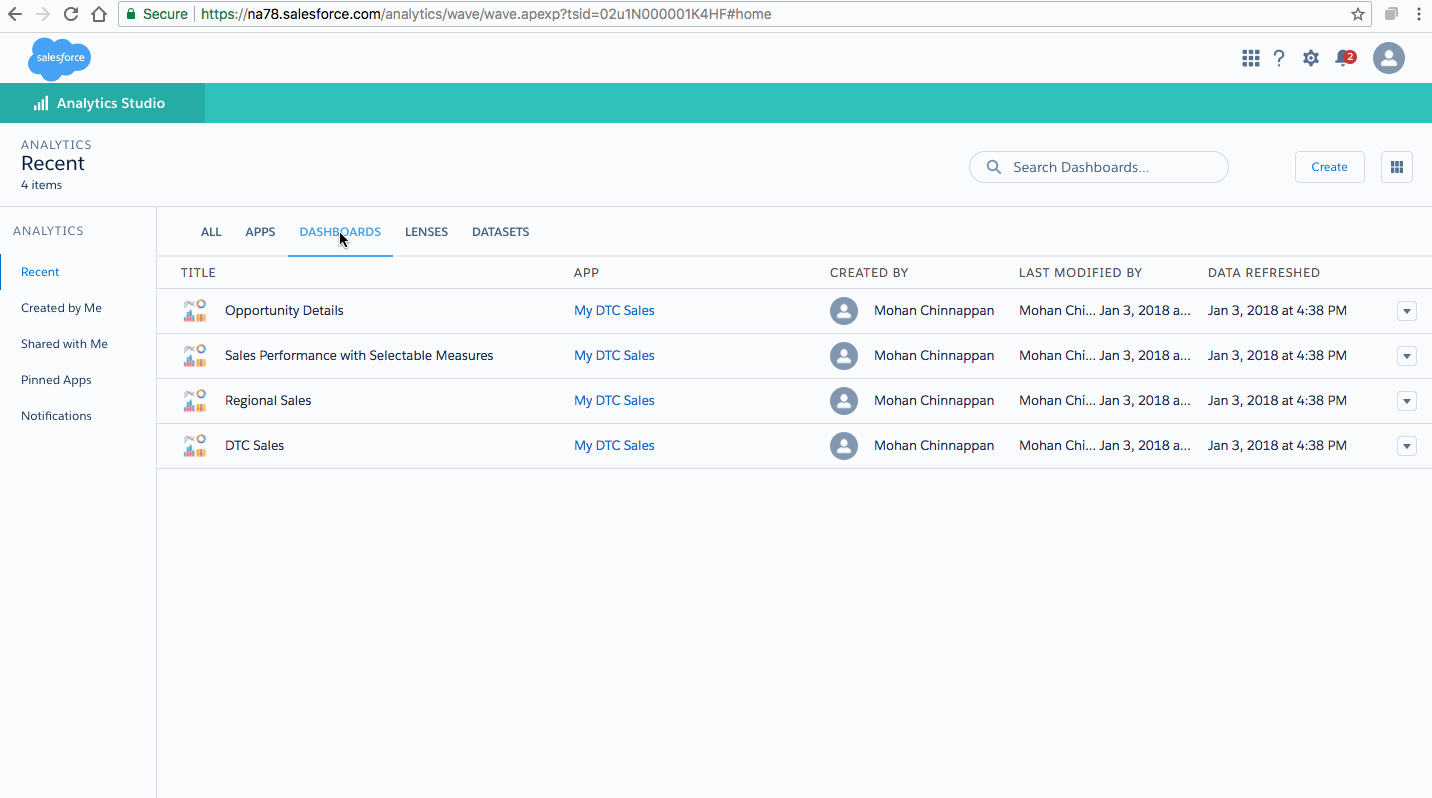 Secure https://na78.salesforce.com/analytics/wave/wave.apexp?tsid=02u1N000001K4HF#home
salesforce
2
Analytics Studio
ANALYTICS
Recent
4 items
Search Dashboards...
Create
ANALYTICS
Recent
Created by Me
Shared with Me
Pinned Apps
Notifications
ALL APPS DASHBOARDS LENSES DATASETS
TITLE APP CREATED BY LAST MODIFIED BY DATA REFRESHED
Opportunity Details My DTC Sales Mohan Chinnappan Mohan Chi... Jan 3, 2018 a... Jan 3, 2018 at 4:38 PM
Sales Performance with Selectable Measures My DTC Sales Mohan Chinnappan Mohan Chi... Jan 3, 2018 a... Jan 3, 2018 at 4:38 PM
Regional Sales My DTC Sales Mohan Chinnappan Mohan Chi... Jan 3, 2018 a... Jan 3, 2018 at 4:38 PM
DTC Sales My DTC Sales Mohan Chinnappan Mohan Chi... Jan 3, 2018 a... Jan 3, 2018 at 4:38 PM